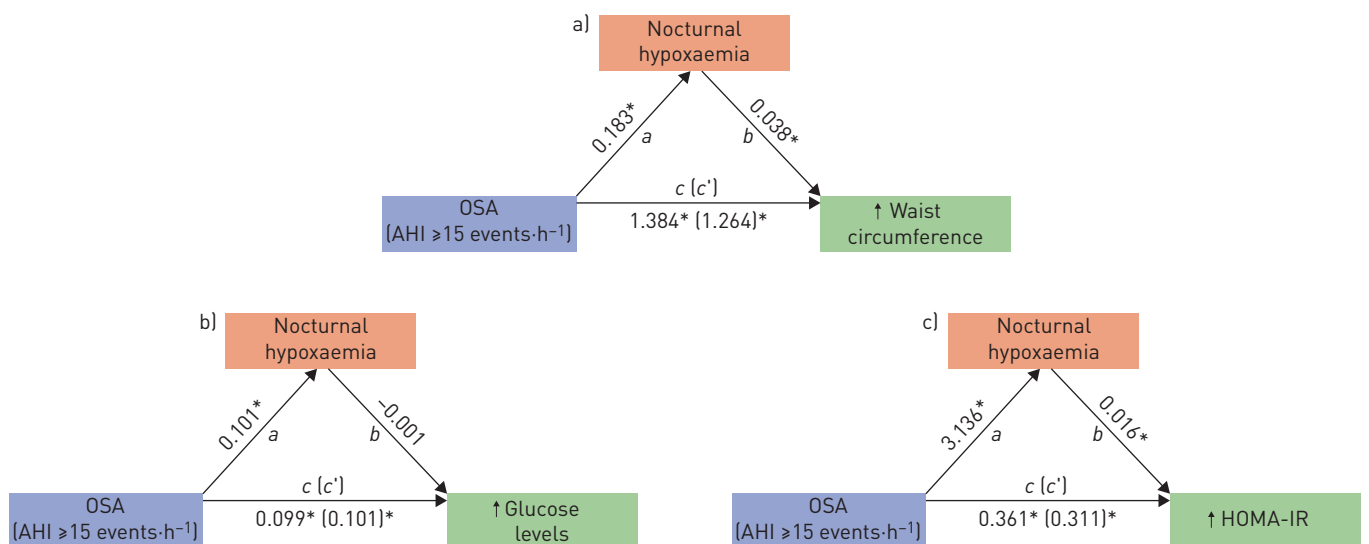 a)
Nocturnal
hypoxaemia
0.183*
a
0.038*
b
OSA
(AHI ⩾15 events·h⁻¹)
c (c')
1.384* (1.264)*
↑ Waist
circumference
b)
Nocturnal
hypoxaemia
0.101*
a
–0.001
b
OSA
(AHI ⩾15 events·h⁻¹)
c (c')
0.099* (0.101)*
↑ Glucose
levels
c)
Nocturnal
hypoxaemia
3.136*
a
0.016*
b
OSA
(AHI ⩾15 events·h⁻¹)
c (c')
0.361* (0.311)*
↑ HOMA-IR